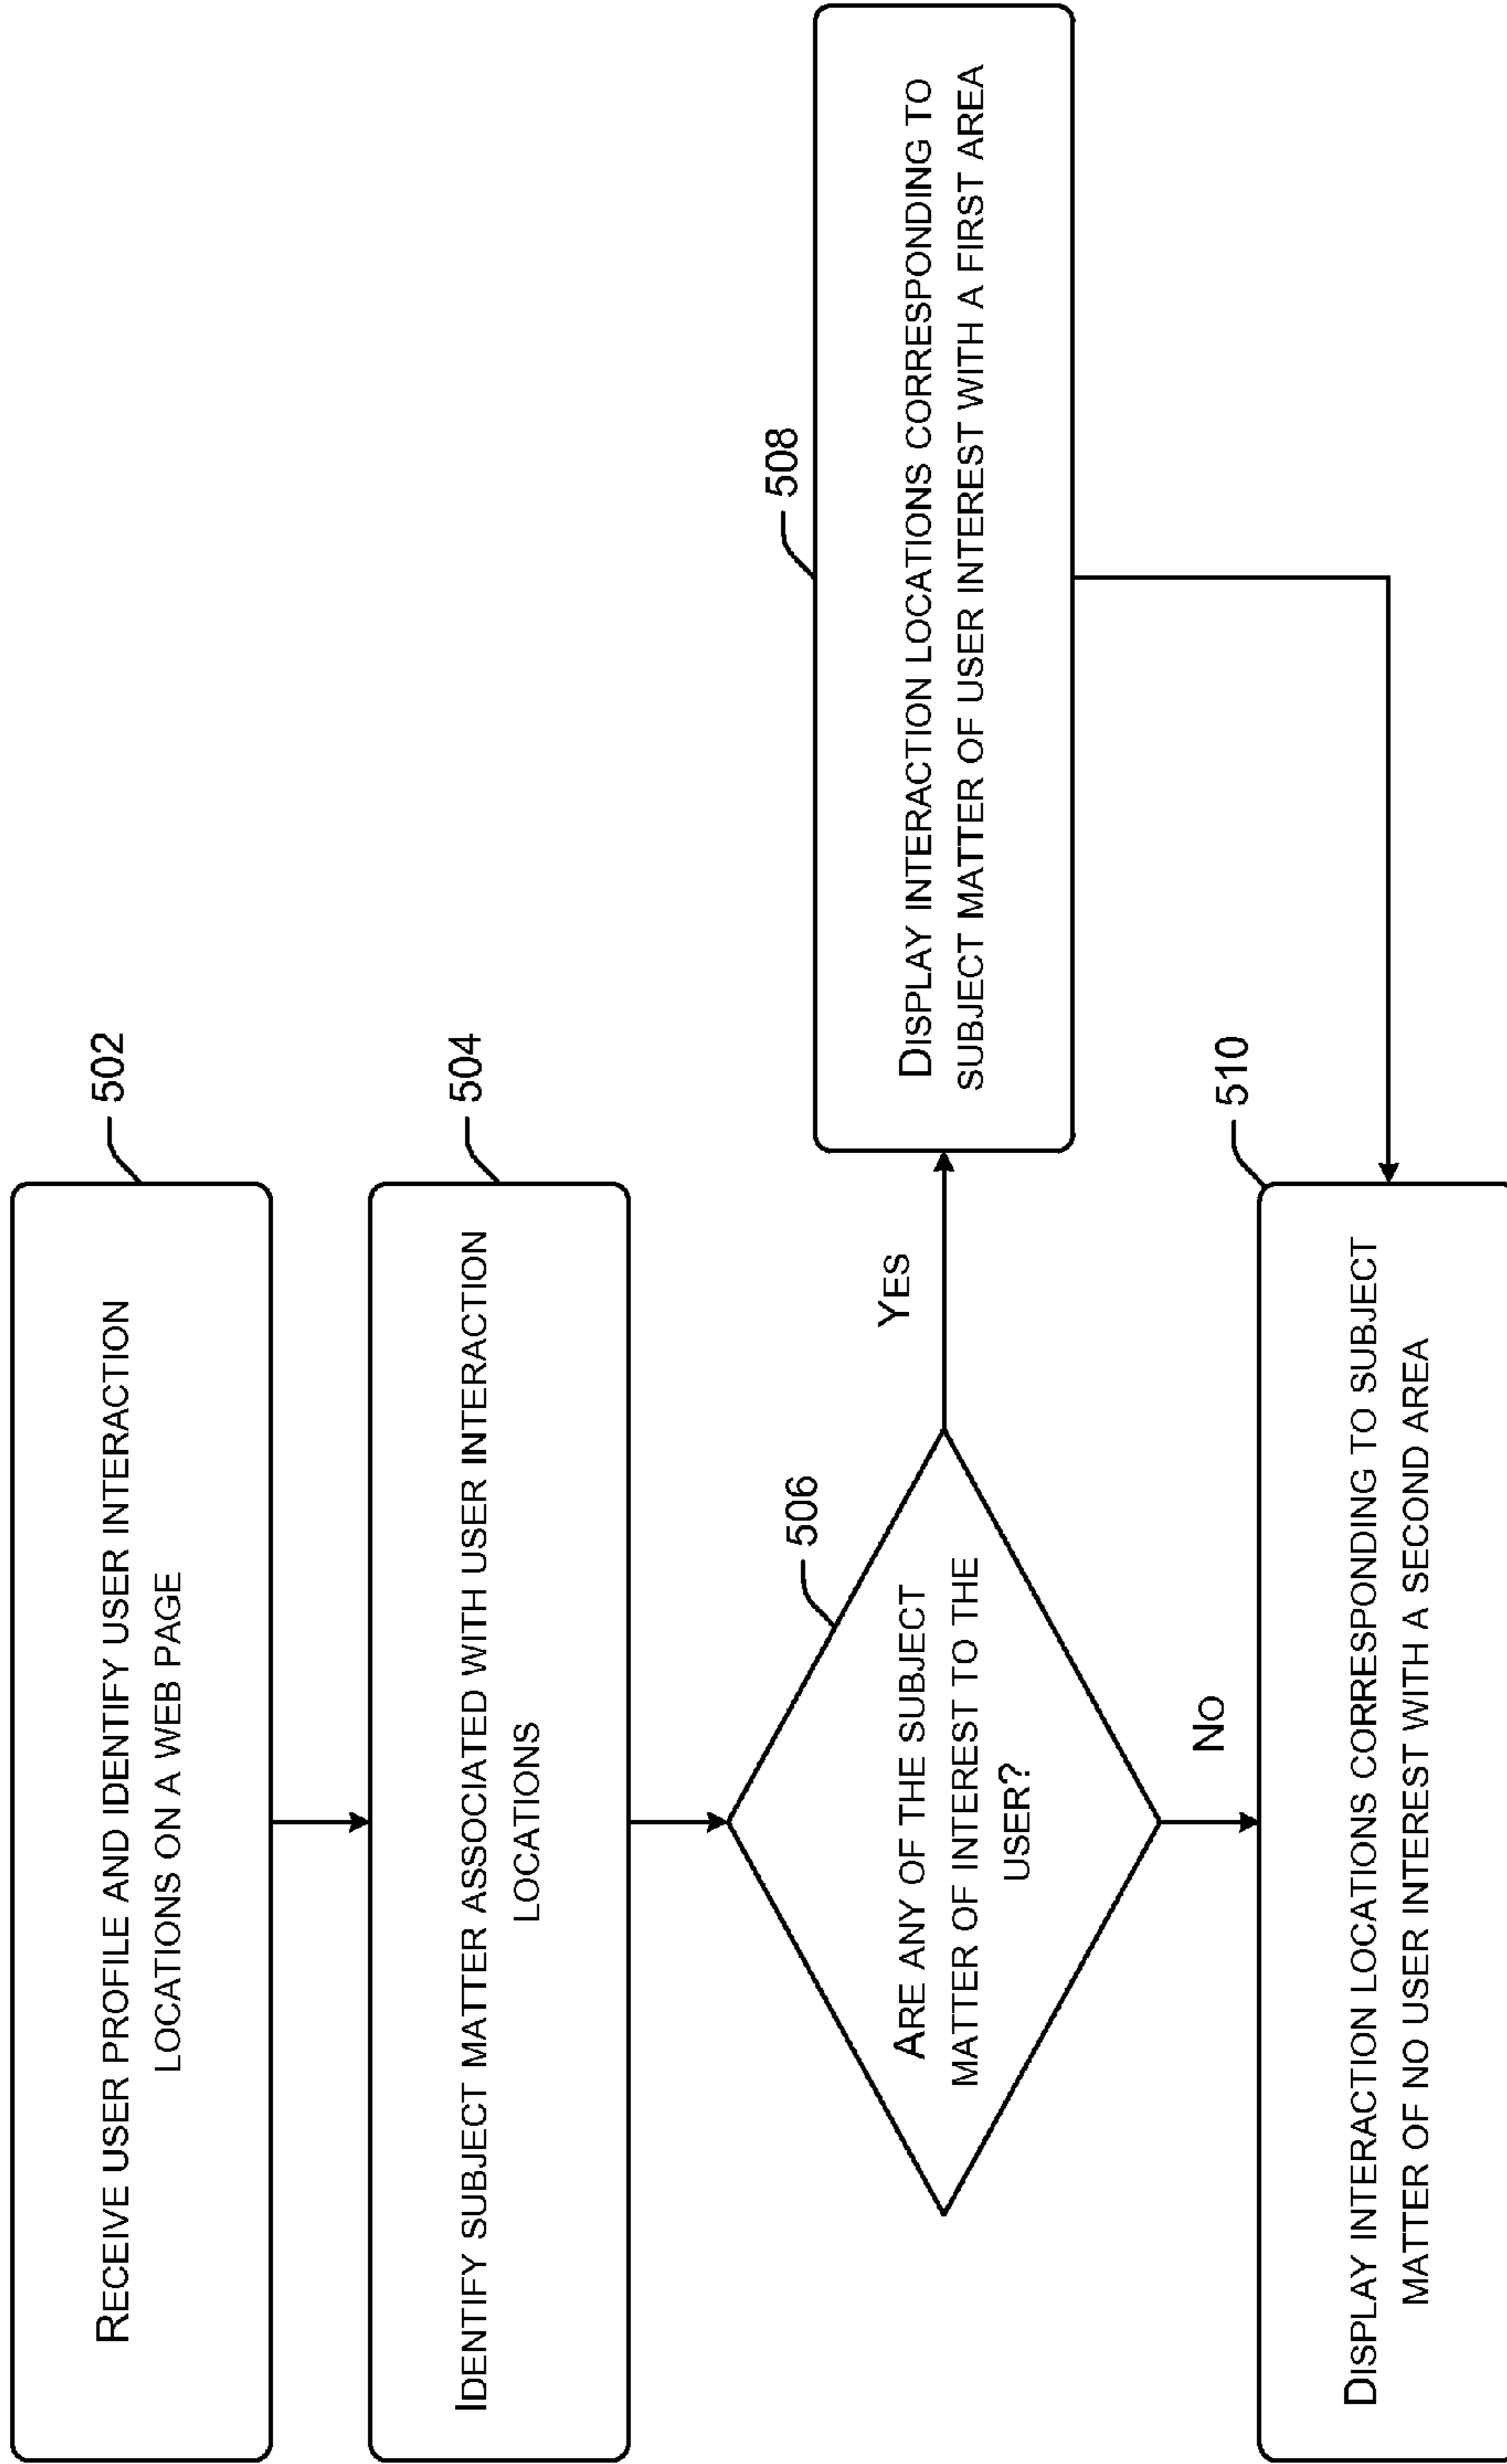 502
RECEIVE USER PROFILE AND IDENTIFY USER INTERACTION
LOCATIONS ON A WEB PAGE
504
IDENTIFY SUBJECT MATTER ASSOCIATED WITH USER INTERACTION
LOCATIONS
506
ARE ANY OF THE SUBJECT
MATTER OF INTEREST TO THE
USER?
YES
508
DISPLAY INTERACTION LOCATIONS CORRESPONDING TO
SUBJECT MATTER OF USER INTEREST WITH A FIRST AREA
NO
510
DISPLAY INTERACTION LOCATIONS CORRESPONDING TO SUBJECT
MATTER OF NO USER INTEREST WITH A SECOND AREA